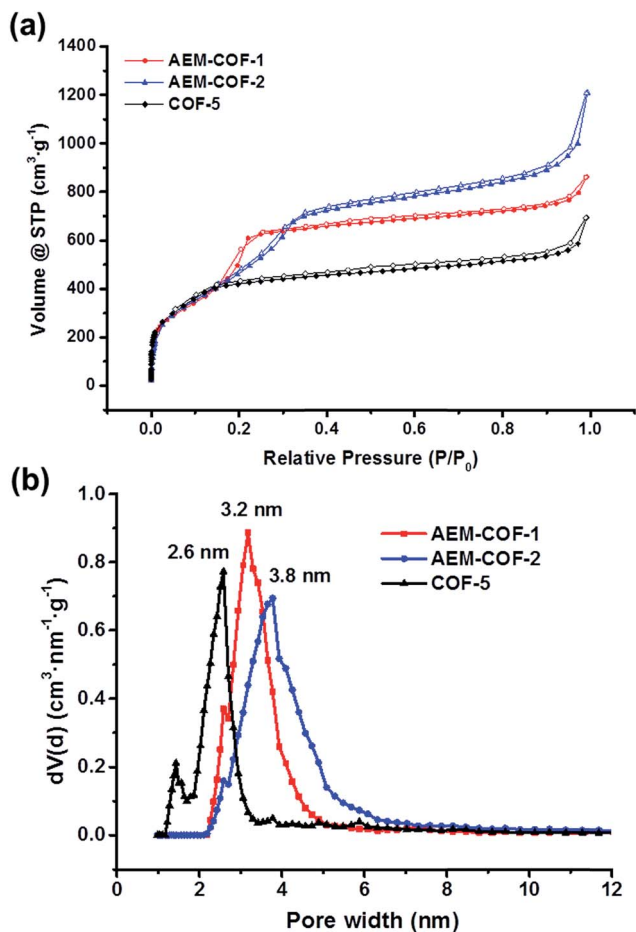 (a)
1400
1200
1000
800
600
400
200
0
Volume @ STP (cm³·g⁻¹)
AEM-COF-1
AEM-COF-2
COF-5
0.0 0.2 0.4 0.6 0.8 1.0
Relative Pressure (P/P₀)
(b)
1.0
0.8
0.6
0.4
0.2
0.0
dV(d) (cm³·nm⁻¹·g⁻¹)
3.2 nm
2.6 nm
3.8 nm
AEM-COF-1
AEM-COF-2
COF-5
0 2 4 6 8 10 12
Pore width (nm)